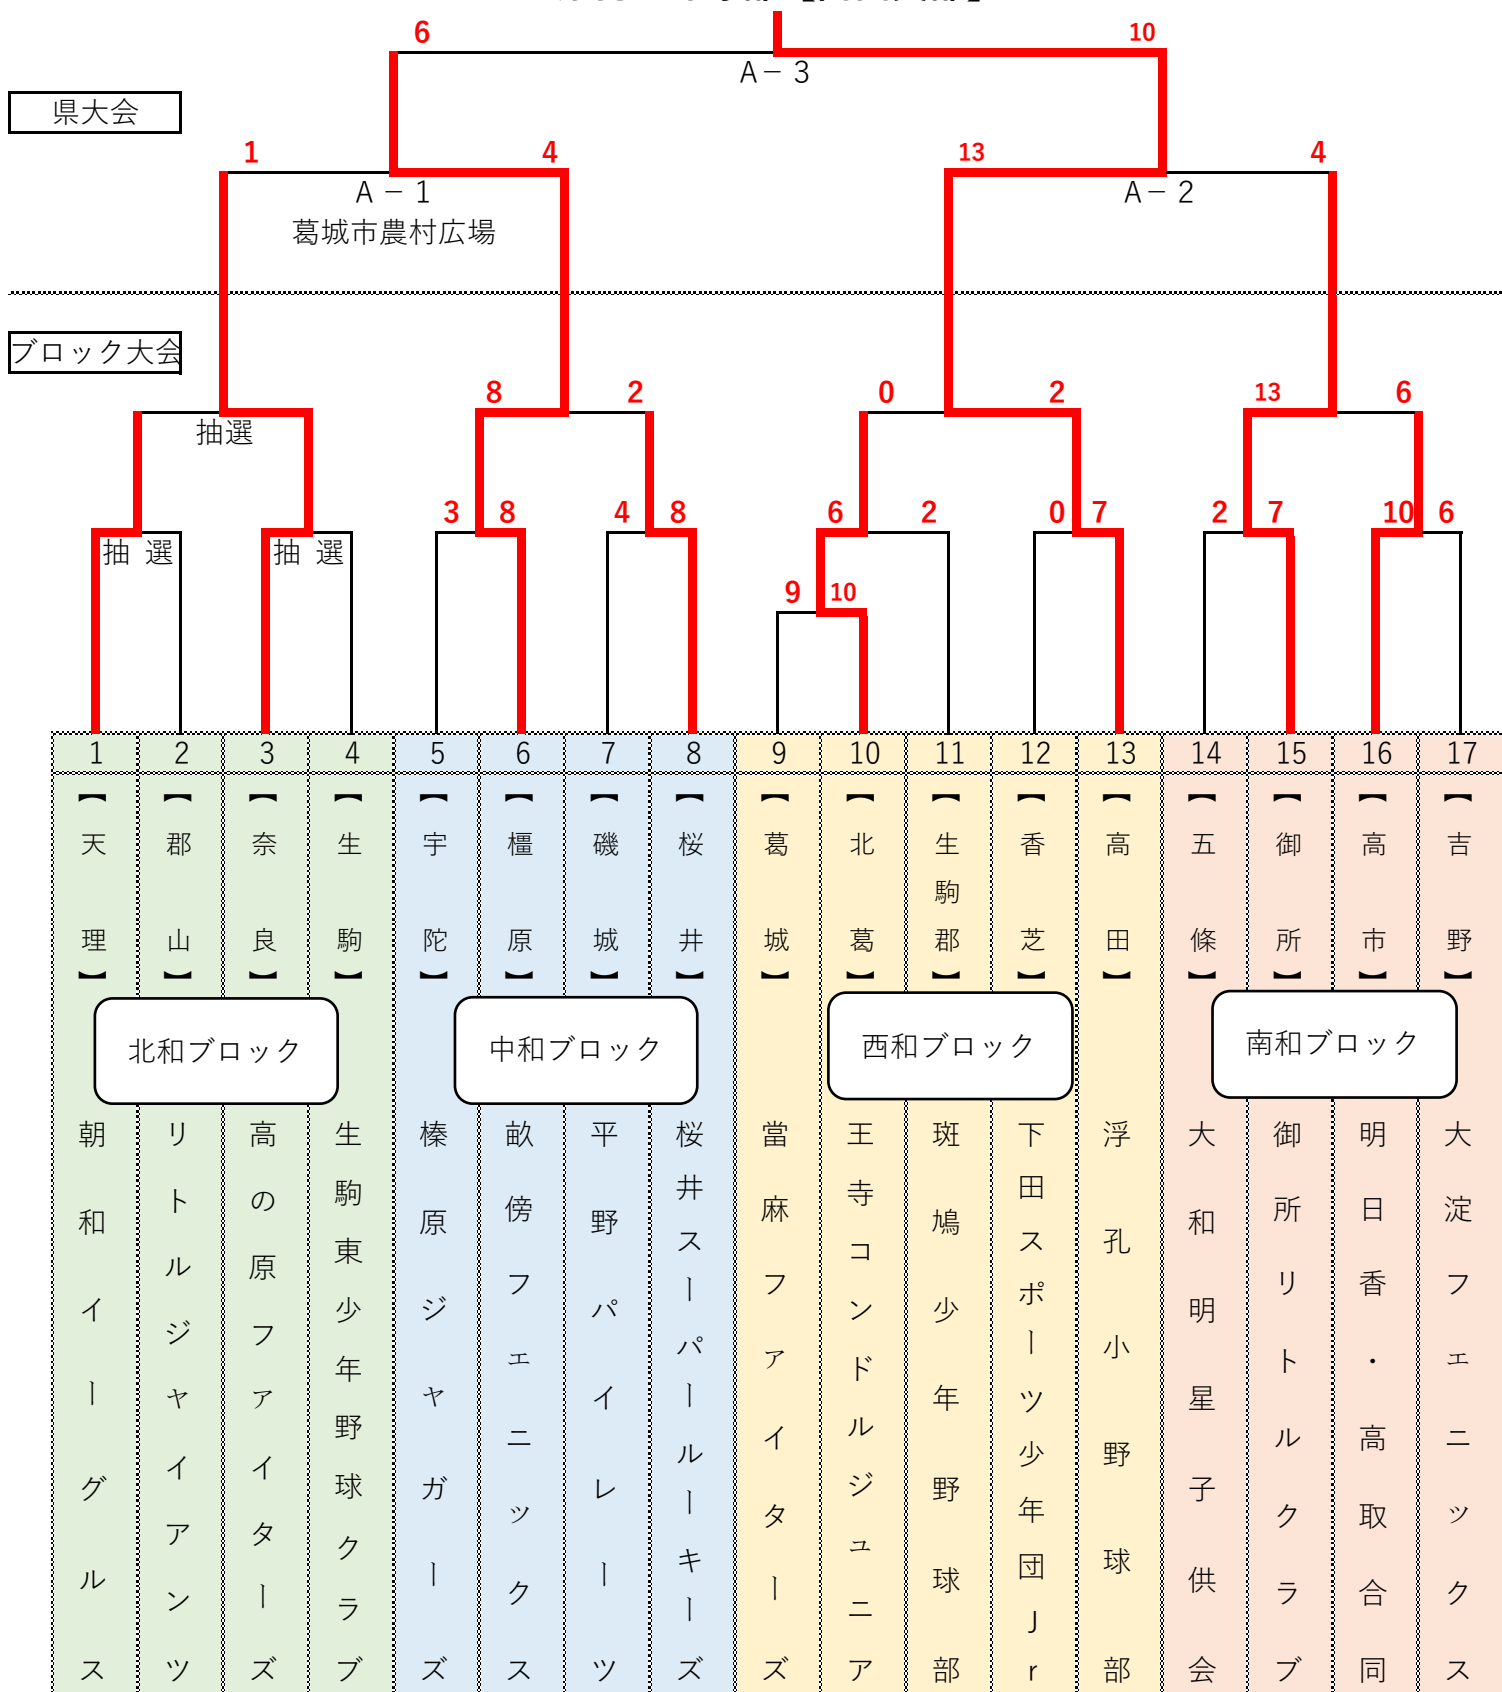 6 10
A－3
県大会
1 4 13 4
A－1 A－2
葛城市農村広場
ブロック大会
8 2 0 2 13 6
抽選
3 8 4 8 6 2 0 7 2 7 10 6
抽選 抽選
9 10
1 2 3 4 5 6 7 8 9 10 11 12 13 14 15 16 17
【天理】
【郡山】
【奈良】
【生駒】
【宇陀】
【橿原】
【磯城】
【桜井】
【葛城】
【北葛】
【生駒郡】
【香芝】
【高田】
【五條】
【御所】
【高市】
【吉野】
北和ブロック
中和ブロック
西和ブロック
南和ブロック
朝和イーグルス
リトルジャイアンツ
高の原ファイターズ
生駒東少年野球クラブ
榛原ジャガーズ
畝傍フェニックス
平野パイレーツ
桜井スーパールーキーズ
當麻ファイターズ
王寺コンドルジュニア
斑鳩少年野球部
下田スポーツ少年団Jr
浮孔小野球部
大和明星子供会
御所リトルクラブ
明日香・高取合同
大淀フェニックス